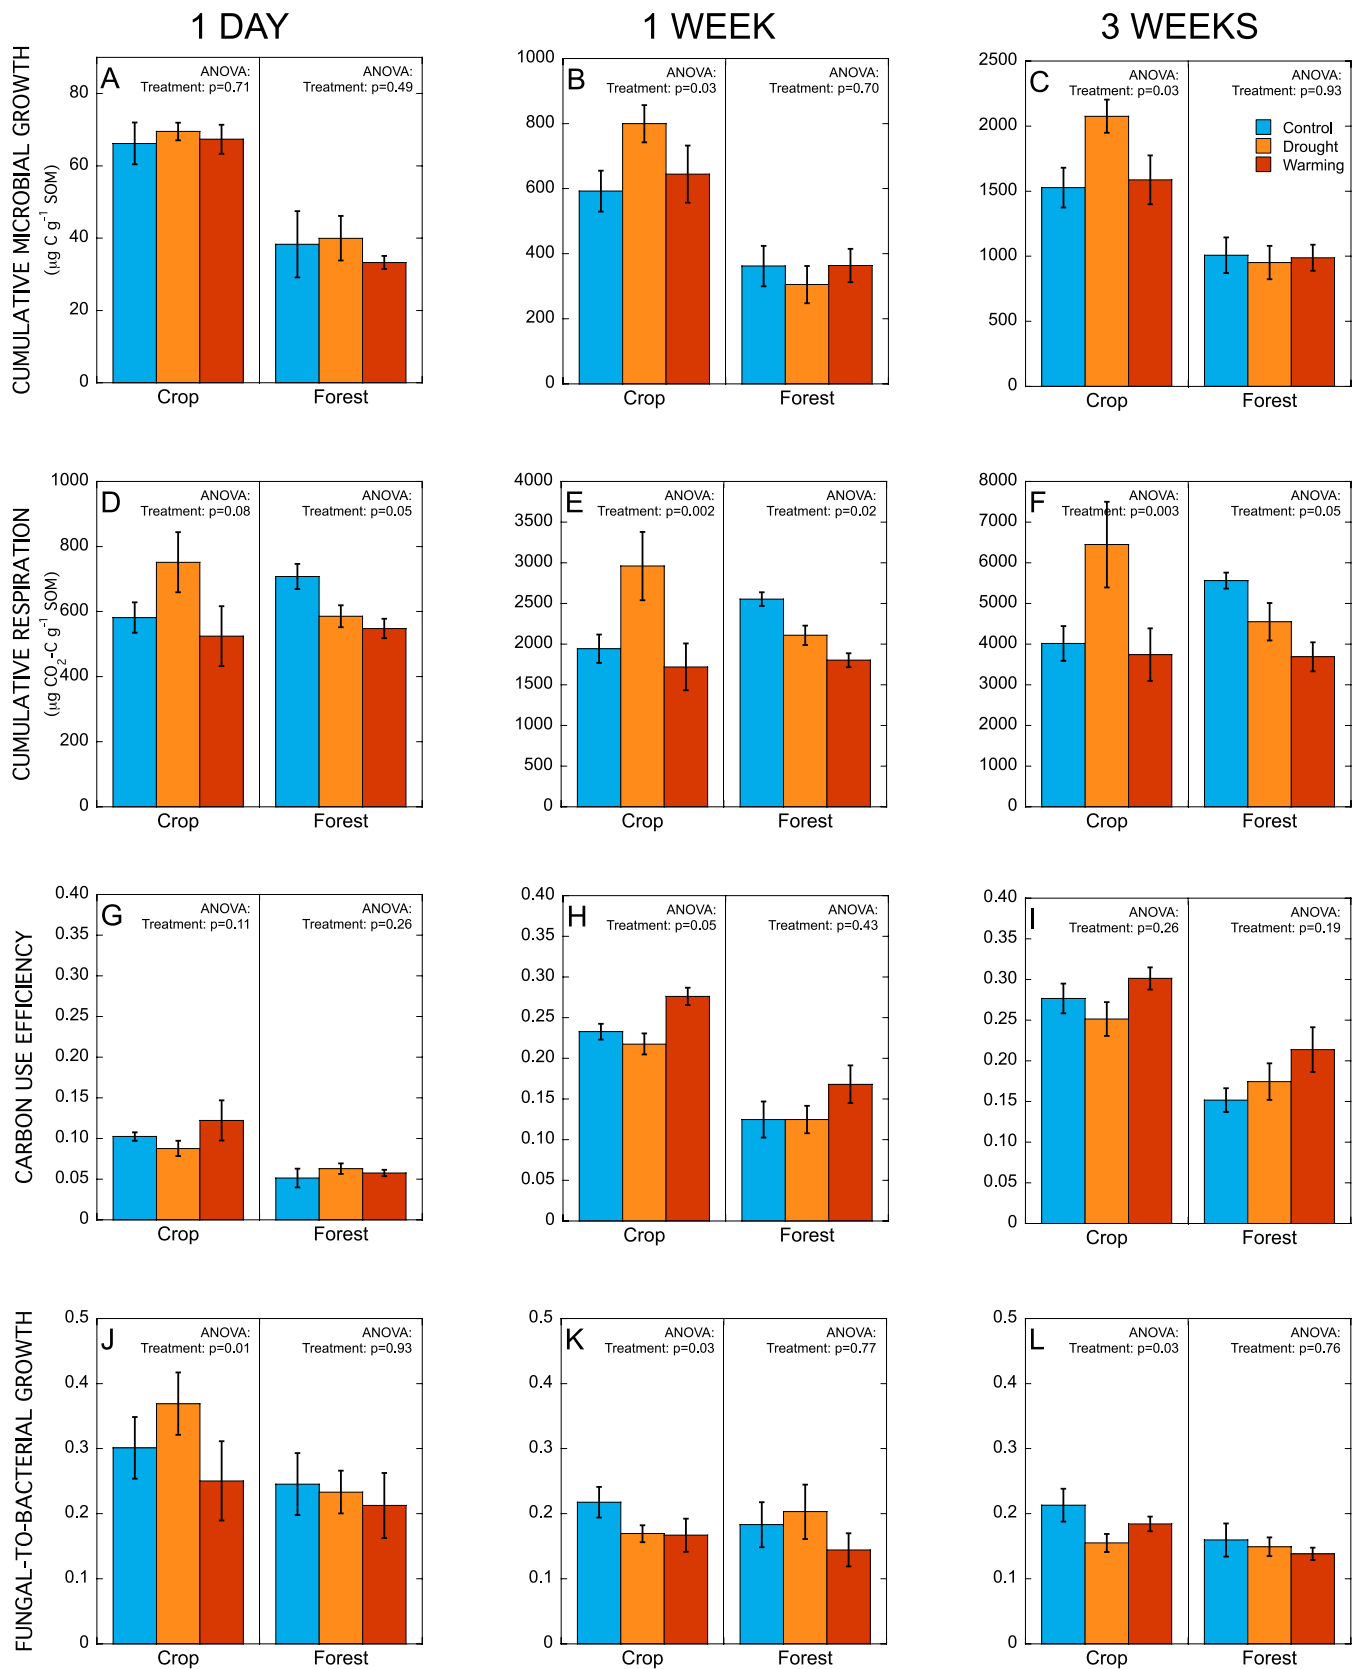 1 DAY
1 WEEK
3 WEEKS
CUMULATIVE MICROBIAL GROWTH
(µg C g⁻¹ SOM)
A
ANOVA:
Treatment: p=0.71
ANOVA:
Treatment: p=0.49
80
60
40
20
0
Crop
Forest
B
ANOVA:
Treatment: p=0.03
ANOVA:
Treatment: p=0.70
1000
800
600
400
200
0
Crop
Forest
C
ANOVA:
Treatment: p=0.03
ANOVA:
Treatment: p=0.93
Control
Drought
Warming
2500
2000
1500
1000
500
0
Crop
Forest
CUMULATIVE RESPIRATION
(µg CO₂-C g⁻¹ SOM)
D
ANOVA:
Treatment: p=0.08
ANOVA:
Treatment: p=0.05
1000
800
600
400
200
0
Crop
Forest
E
ANOVA:
Treatment: p=0.002
ANOVA:
Treatment: p=0.02
4000
3500
3000
2500
2000
1500
1000
500
0
Crop
Forest
F
ANOVA:
Treatment: p=0.003
ANOVA:
Treatment: p=0.05
8000
7000
6000
5000
4000
3000
2000
1000
0
Crop
Forest
CARBON USE EFFICIENCY
G
ANOVA:
Treatment: p=0.11
ANOVA:
Treatment: p=0.26
0.40
0.35
0.30
0.25
0.20
0.15
0.10
0.05
0
Crop
Forest
H
ANOVA:
Treatment: p=0.05
ANOVA:
Treatment: p=0.43
0.40
0.35
0.30
0.25
0.20
0.15
0.10
0.05
0
Crop
Forest
I
ANOVA:
Treatment: p=0.26
ANOVA:
Treatment: p=0.19
0.40
0.35
0.30
0.25
0.20
0.15
0.10
0.05
0
Crop
Forest
FUNGAL-TO-BACTERIAL GROWTH
J
ANOVA:
Treatment: p=0.01
ANOVA:
Treatment: p=0.93
0.5
0.4
0.3
0.2
0.1
0
Crop
Forest
K
ANOVA:
Treatment: p=0.03
ANOVA:
Treatment: p=0.77
0.5
0.4
0.3
0.2
0.1
0
Crop
Forest
L
ANOVA:
Treatment: p=0.03
ANOVA:
Treatment: p=0.76
0.5
0.4
0.3
0.2
0.1
0
Crop
Forest